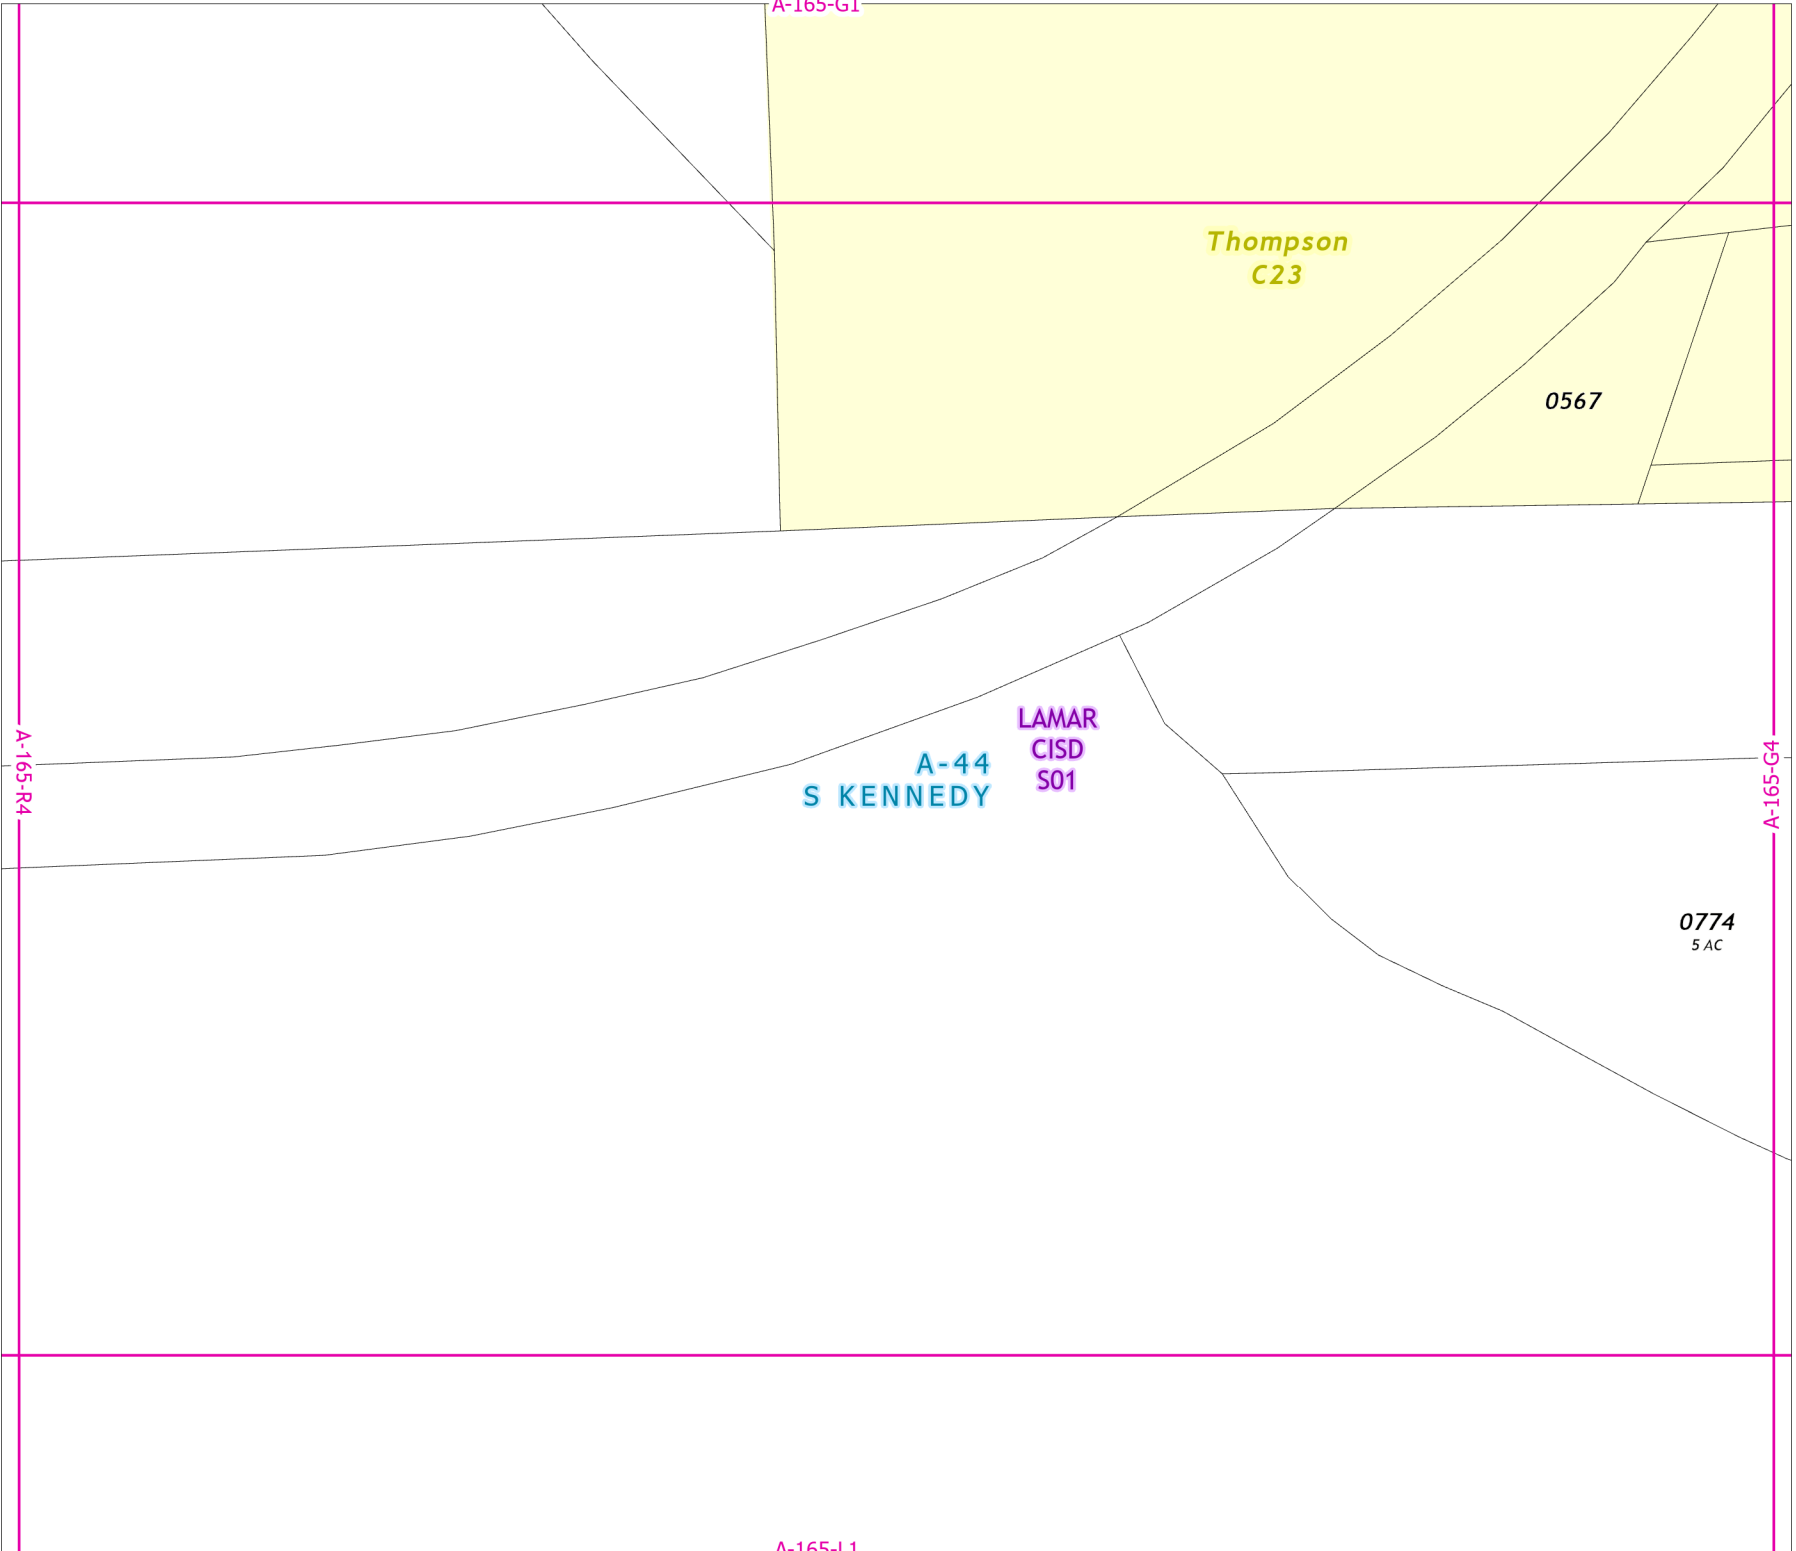 A-165-G1
Thompson
C23
0567
LAMAR
CISD
S01
A-44
S KENNEDY
A-165-R4
A-165-G4
0774
5 AC
A-165-L1